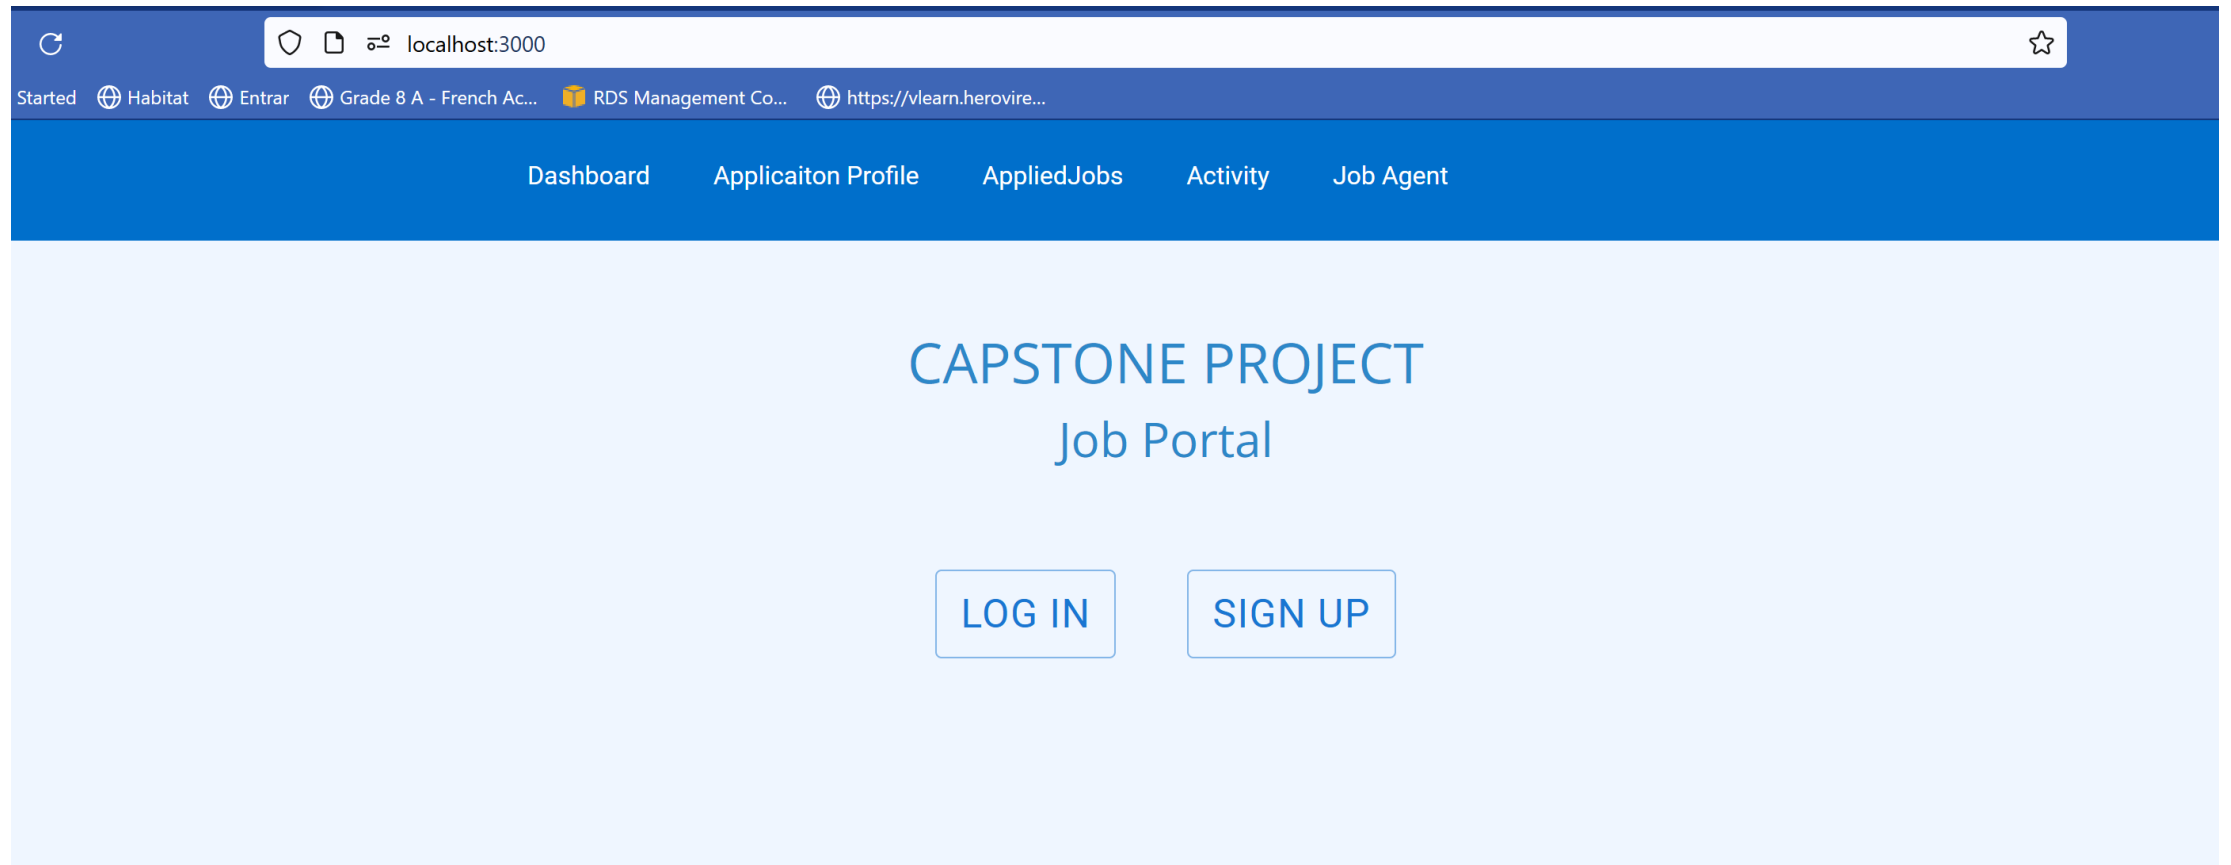 localhost:3000
Started Habitat Entrar Grade 8 A - French Ac... RDS Management Co... https://vlearn.herovire...
Dashboard Applicaiton Profile AppliedJobs Activity Job Agent
CAPSTONE PROJECT
Job Portal
LOG IN SIGN UP